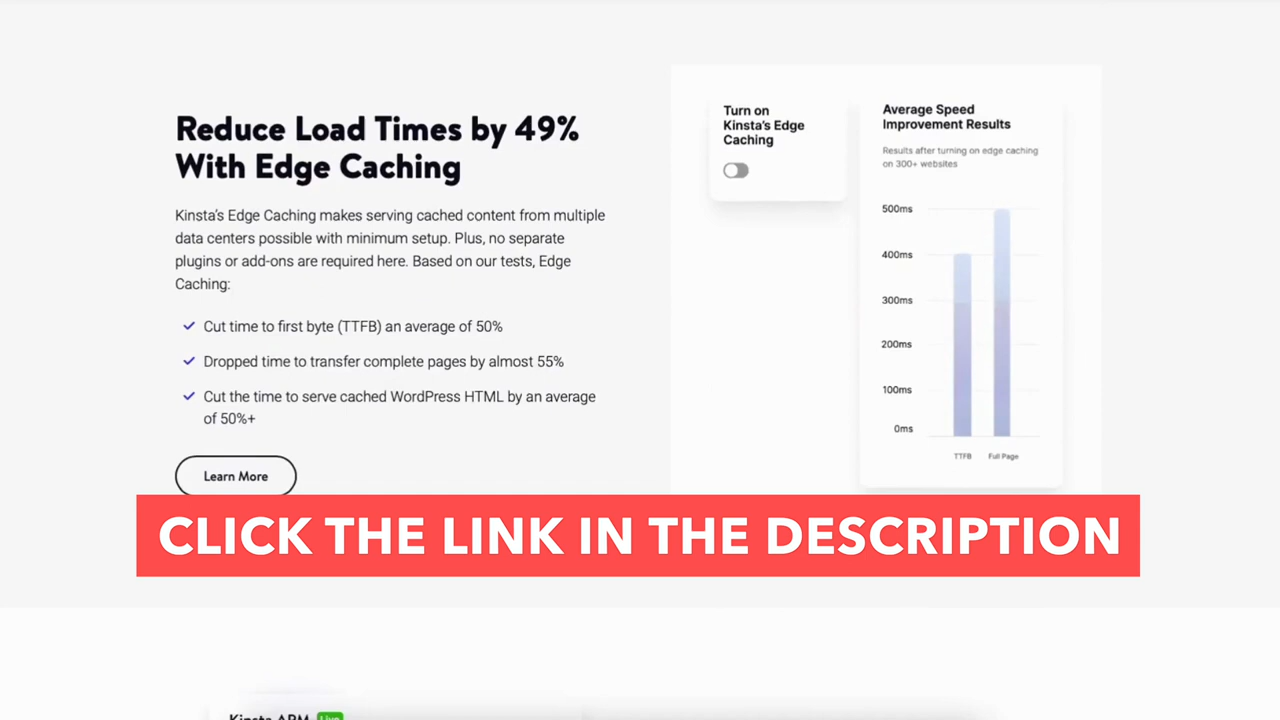 Reduce Load Times by 49%
With Edge Caching
Kinsta's Edge Caching makes serving cached content from multiple
data centers possible with minimum setup. Plus, no separate
plugins or add-ons are required here. Based on our tests, Edge
Caching:
Cut time to first byte (TTFB) an average of 50%
Dropped time to transfer complete pages by almost 55%
Cut the time to serve cached WordPress HTML by an average
of 50%+
Learn More
Turn on
Kinsta's Edge
Caching
Average Speed
Improvement Results
Results after turning on edge caching
on 300+ websites
500ms
400ms
300ms
200ms
100ms
0ms
TTFB Full Page
CLICK THE LINK IN THE DESCRIPTION
Kinsta APM Live